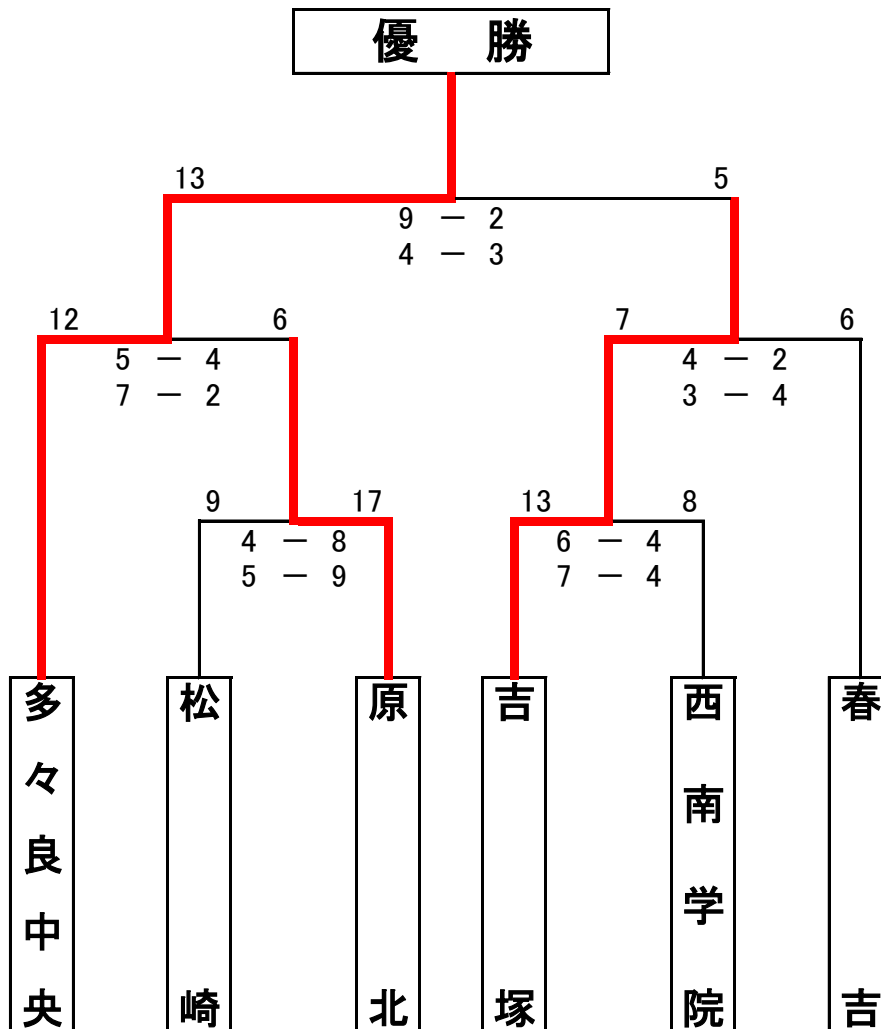 優 勝
13 5
9 － 2
4 － 3
12 6 7 6
5 － 4 4 － 2
7 － 2 3 － 4
9 17 13 8
4 － 8 6 － 4
5 － 9 7 － 4
多々良中央
松崎
原北
吉塚
西南学院
春吉